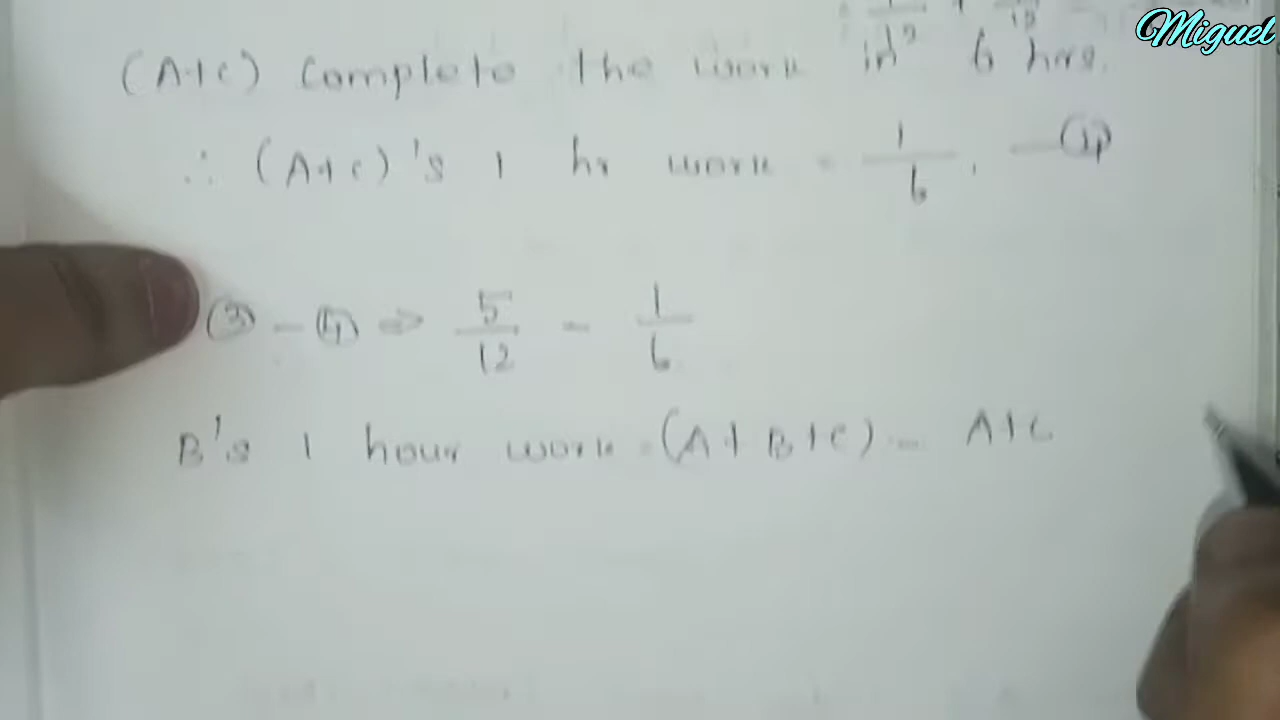 Miguel
(A+C) Complete the work in 6 hrs.
∴ (A+C)'s 1 hr work = 1/6. — (4)
(3) - (4) ⇒ 5/12 - 1/6
B's 1 hour work = (A+B+C) - A+C